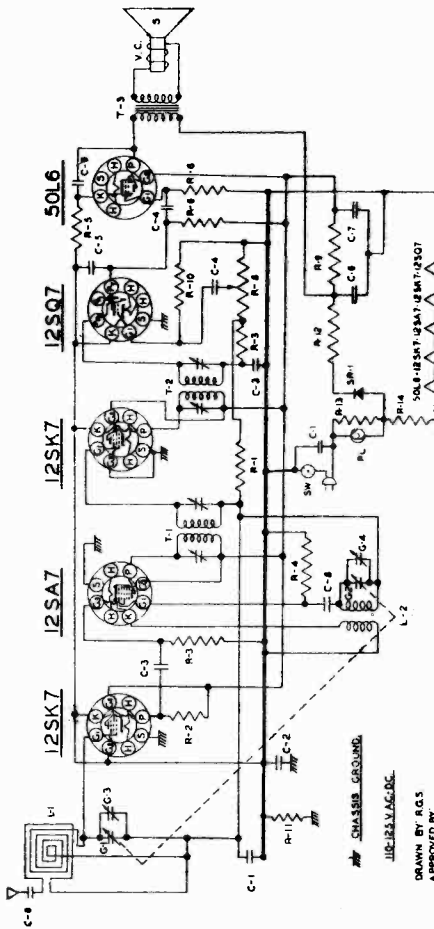 12SK7
12SA7
12SK7
12SQ7
50L6
C-8
L-1
G-1
G-3
C-1
R-11
C-2
R-2
C-3
R-3
T-1
R-4
C-8
G-2
G-4
L-2
R-1
T-2
C-3
R-3
R-8
C-4
R-10
C-5
R-5
C-4
R-6
R-6
C-9
T-3
V.C.
S
SW
C-1
PL
R-13
SR-1
R-14
R-12
C-6
R-9
C-7
50L6-12SK7-12SA7-12SK7-12SQ7
CHASSIS GROUND
110-125 V. AC-DC.
DRAWN BY R.G.S
APPROVED BY